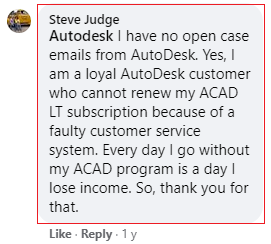 Steve Judge
Autodesk I have no open case
emails from AutoDesk. Yes, I
am a loyal AutoDesk customer
who cannot renew my ACAD
LT subscription because of a
faulty customer service
system. Every day I go without
my ACAD program is a day I
lose income. So, thank you for
that.
Like · Reply · 1 y